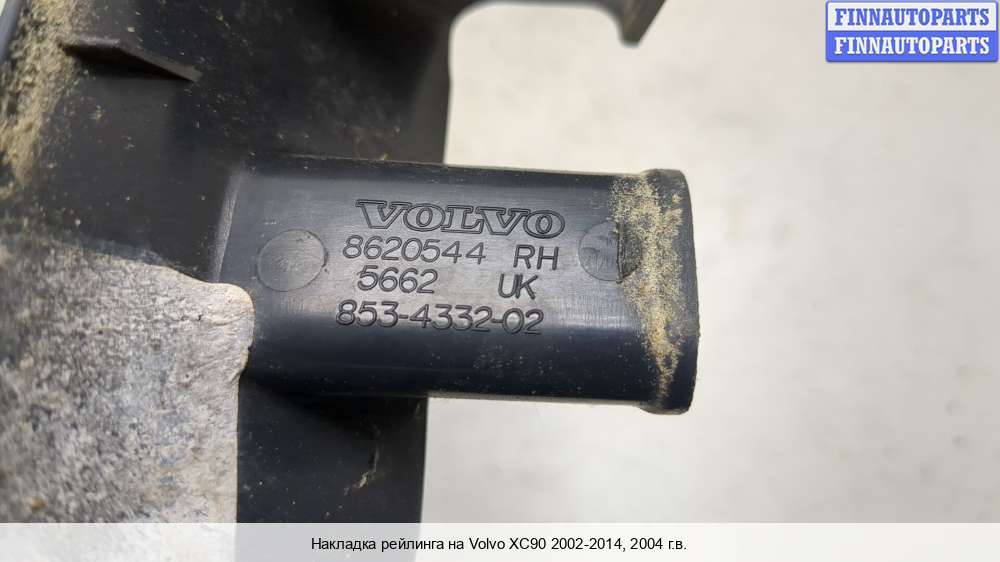 FINNAUTOPARTS
FINNAUTOPARTS
VOLVO
8620544 RH
5662 UK
853-4332-02
Накладка рейлинга на Volvo XC90 2002-2014, 2004 г.в.